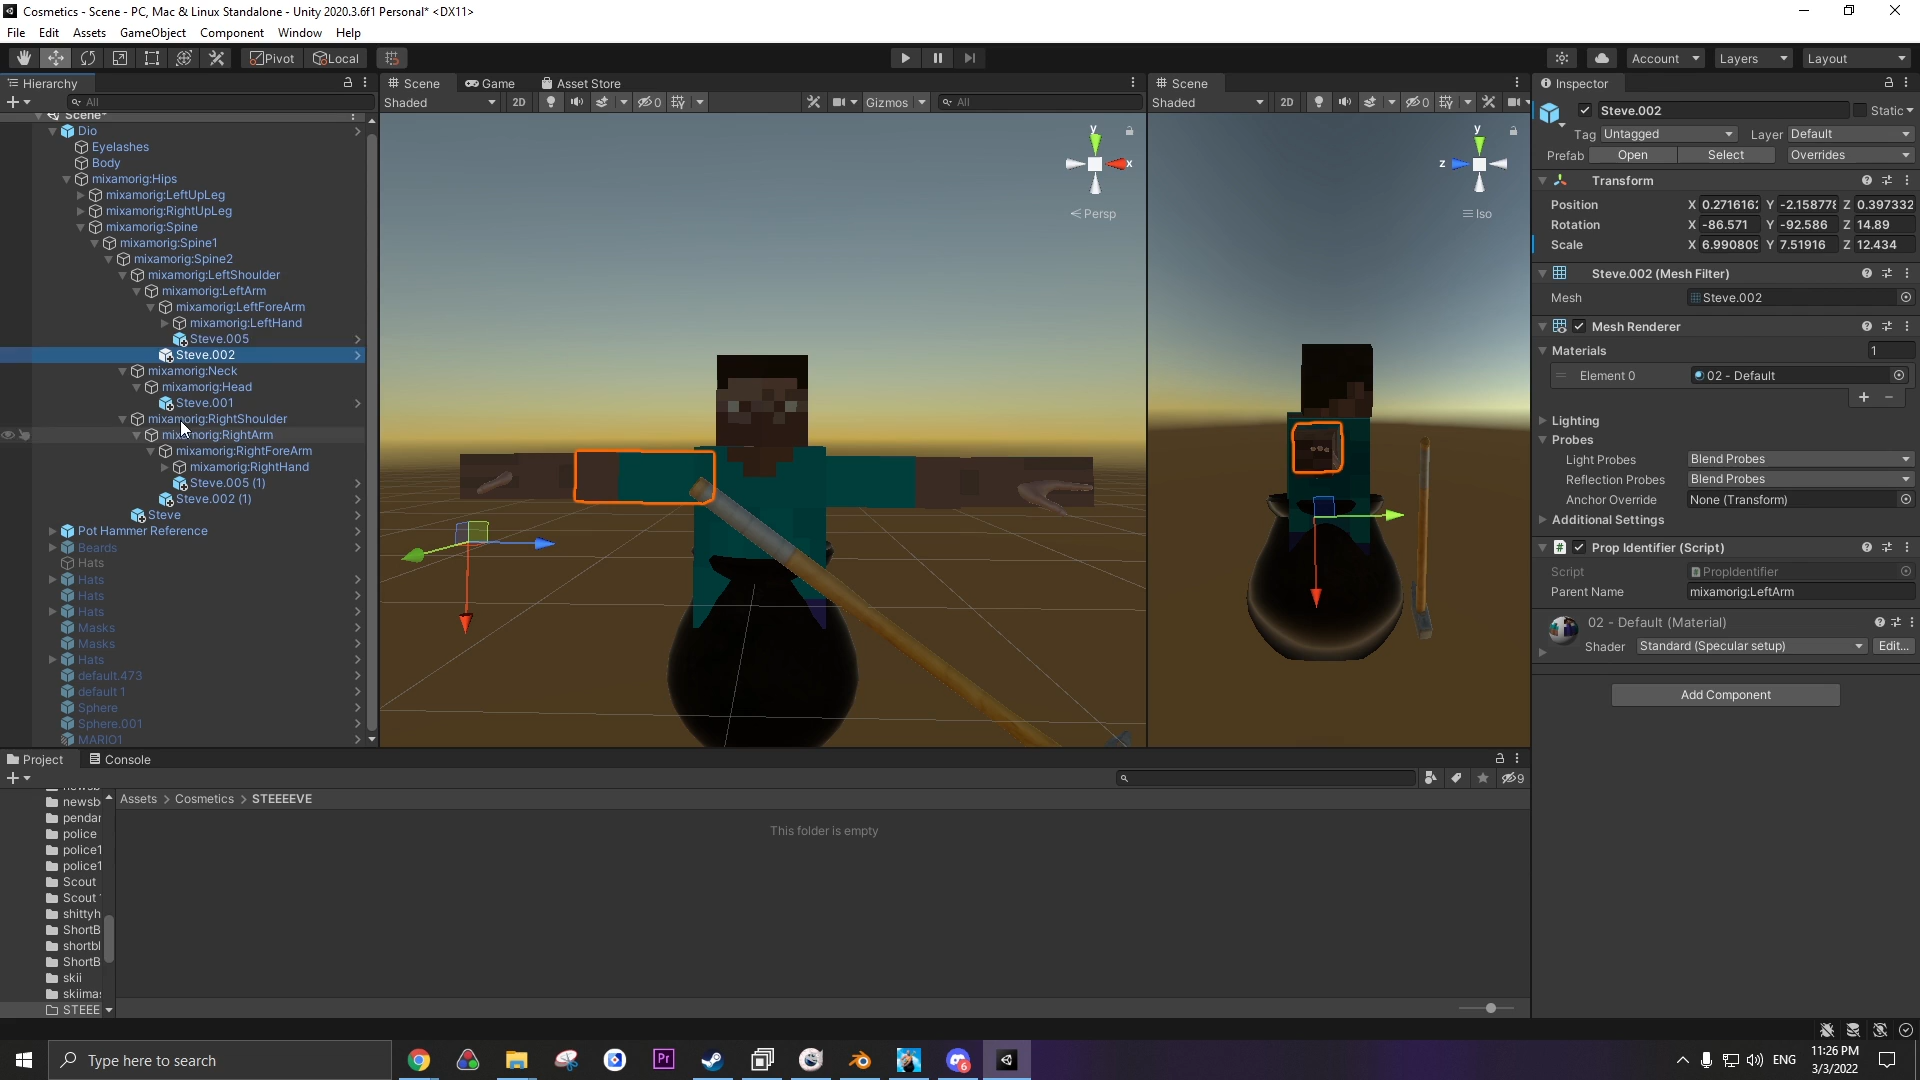 Cosmetics - Scene - PC, Mac & Linux Standalone - Unity 2020.3.6f1 Personal* <DX11>
File Edit Assets GameObject Component Window Help
Pivot Local Account Layers Layout
Hierarchy
All
Scene*
Dio
Eyelashes
Body
mixamorig:Hips
mixamorig:LeftUpLeg
mixamorig:RightUpLeg
mixamorig:Spine
mixamorig:Spine1
mixamorig:Spine2
mixamorig:LeftShoulder
mixamorig:LeftArm
mixamorig:LeftForeArm
mixamorig:LeftHand
Steve.005
Steve.002
mixamorig:Neck
mixamorig:Head
Steve.001
mixamorig:RightShoulder
mixamorig:RightArm
mixamorig:RightForeArm
mixamorig:RightHand
Steve.005 (1)
Steve.002 (1)
Steve
Pot Hammer Reference
Beards
Hats
Hats
Hats
Hats
Masks
Masks
Hats
default.473
default 1
Sphere
Sphere.001
MARIO1
Scene Game Asset Store
Shaded 2D 0 Gizmos All
y
x
Persp
Scene
Shaded 2D 0
y
z
Iso
Inspector
Steve.002 Static
Tag Untagged Layer Default
Prefab Open Select Overrides
Transform
Position X 0.271616 Y -2.15877 Z 0.397332
Rotation X -86.571 Y -92.586 Z 14.89
Scale X 6.990809 Y 7.51916 Z 12.434
Steve.002 (Mesh Filter)
Mesh Steve.002
Mesh Renderer
Materials 1
Element 0 02 - Default
Lighting
Probes
Light Probes Blend Probes
Reflection Probes Blend Probes
Anchor Override None (Transform)
Additional Settings
Prop Identifier (Script)
Script PropIdentifier
Parent Name mixamorig:LeftArm
02 - Default (Material)
Shader Standard (Specular setup) Edit...
Add Component
Project Console
9
newsb
pendar
police
police1
police1
Scout
Scout
shittyh
ShortB
shortbl
ShortB
skii
skiimas
STEEE
Assets > Cosmetics > STEEEEVE
This folder is empty
Type here to search
Pr
6
ENG
11:26 PM
3/3/2022